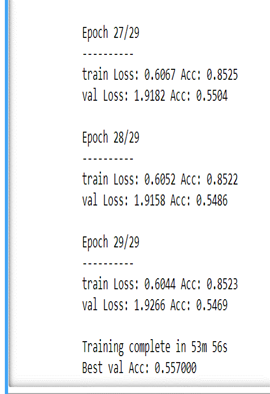 Epoch 27/29
----------
train Loss: 0.6067 Acc: 0.8525
val Loss: 1.9182 Acc: 0.5504
Epoch 28/29
----------
train Loss: 0.6052 Acc: 0.8522
val Loss: 1.9158 Acc: 0.5486
Epoch 29/29
----------
train Loss: 0.6044 Acc: 0.8523
val Loss: 1.9266 Acc: 0.5469
Training complete in 53m 56s
Best val Acc: 0.557000